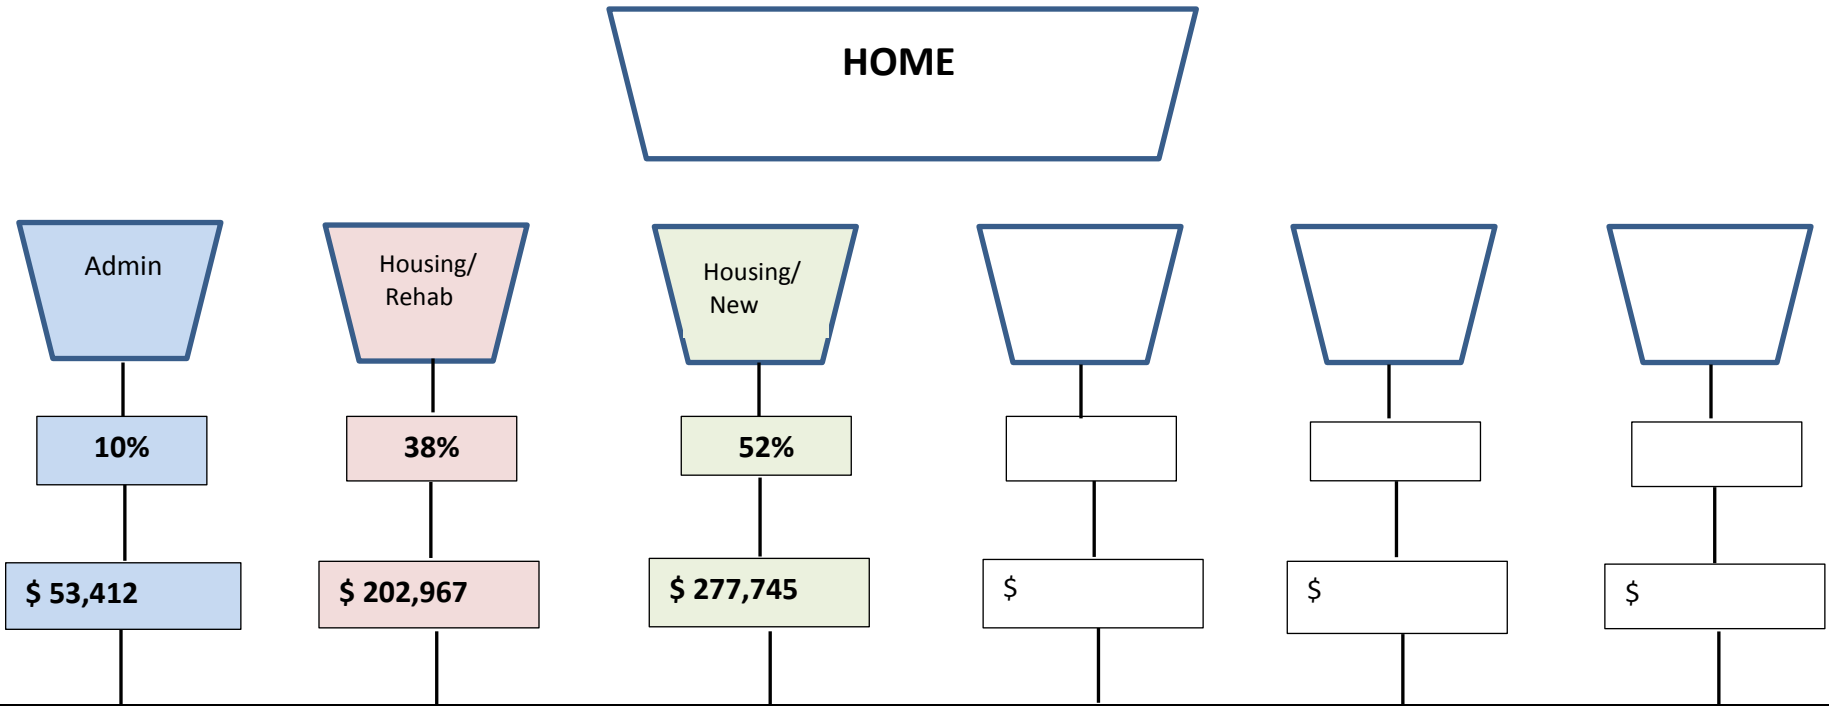 HOME
Admin
Housing/
Rehab
Housing/
New
10%
38%
52%
$ 53,412
$ 202,967
$ 277,745
$
$
$